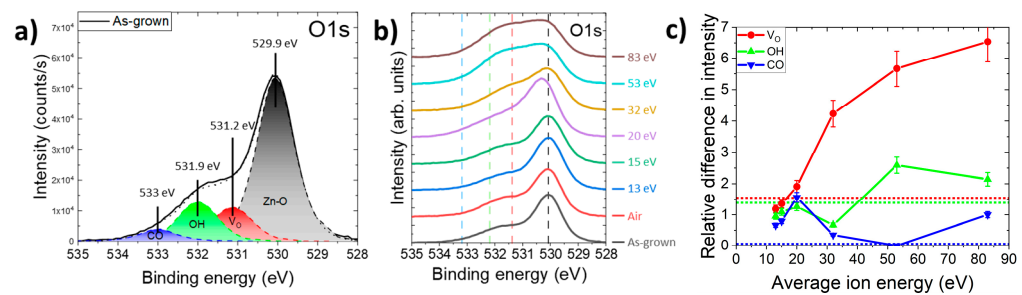 a)
As-grown
O1s
529.9 eV
531.2 eV
531.9 eV
533 eV
CO
OH
V_O
Zn-O
Intensity (counts/s)
7x10⁴
6x10⁴
5x10⁴
4x10⁴
3x10⁴
2x10⁴
1x10⁴
0
535 534 533 532 531 530 529 528
Binding energy (eV)
b)
O1s
Intensity (arb. units)
83 eV
53 eV
32 eV
20 eV
15 eV
13 eV
Air
As-grown
535 534 533 532 531 530 529 528
Binding energy (eV)
c)
V_O
OH
CO
Relative difference in intensity
7
6
5
4
3
2
1
0
0 10 20 30 40 50 60 70 80 90
Average ion energy (eV)